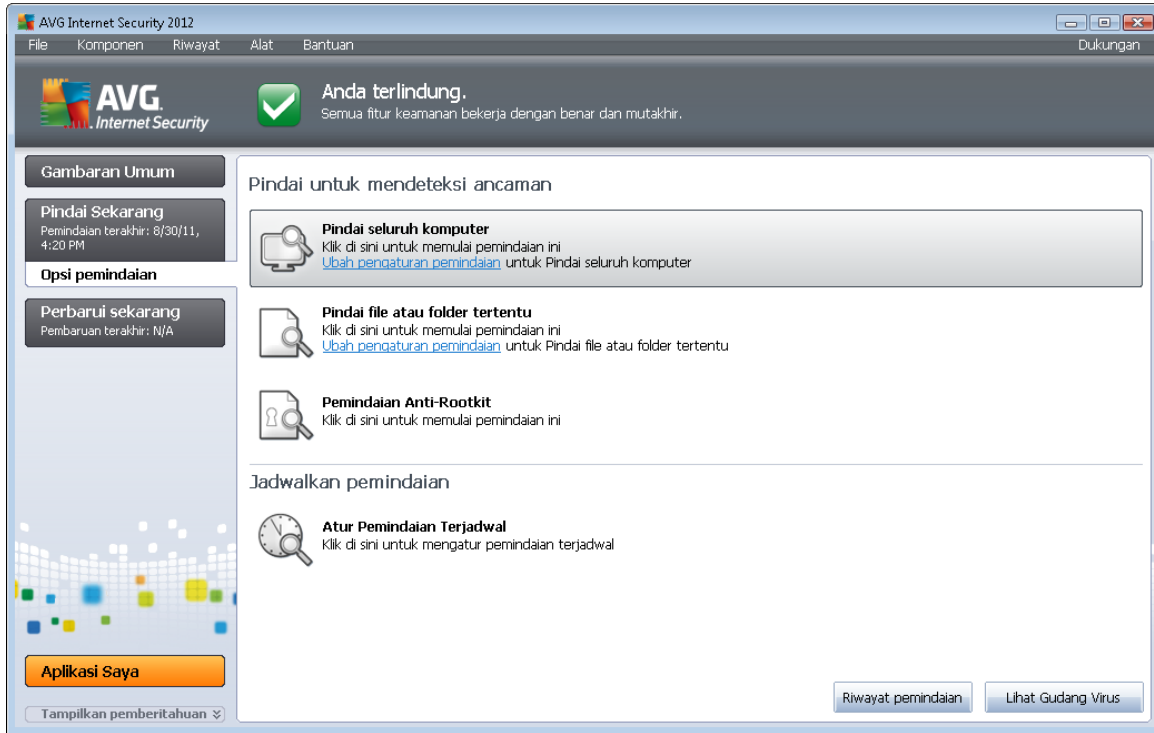 AVG Internet Security 2012
File Komponen Riwayat Alat Bantuan Dukungan
AVG.
Internet Security
Anda terlindung.
Semua fitur keamanan bekerja dengan benar dan mutakhir.
Gambaran Umum
Pindai Sekarang
Pemindaian terakhir: 8/30/11,
4:20 PM
Opsi pemindaian
Perbarui sekarang
Pembaruan terakhir: N/A
Pindai untuk mendeteksi ancaman
Pindai seluruh komputer
Klik di sini untuk memulai pemindaian ini
Ubah pengaturan pemindaian untuk Pindai seluruh komputer
Pindai file atau folder tertentu
Klik di sini untuk memulai pemindaian ini
Ubah pengaturan pemindaian untuk Pindai file atau folder tertentu
Pemindaian Anti-Rootkit
Klik di sini untuk memulai pemindaian ini
Jadwalkan pemindaian
Atur Pemindaian Terjadwal
Klik di sini untuk mengatur pemindaian terjadwal
Aplikasi Saya
Tampilkan pemberitahuan
Riwayat pemindaian
Lihat Gudang Virus